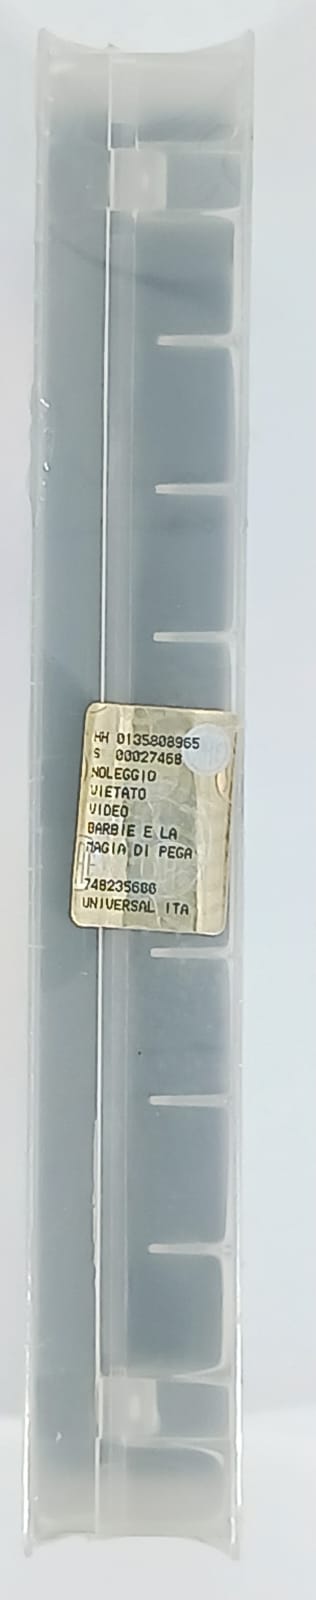 HH 0135808965
S 00027468
NOLEGGIO
VIETATO
VIDEO
BARBIE E LA
MAGIA DI PEGA
748235686
UNIVERSAL ITA